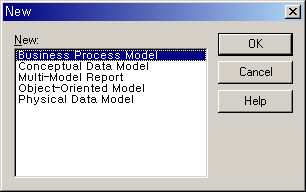 New
New:
Business Process Model
Conceptual Data Model
Multi-Model Report
Object-Oriented Model
Physical Data Model
OK
Cancel
Help